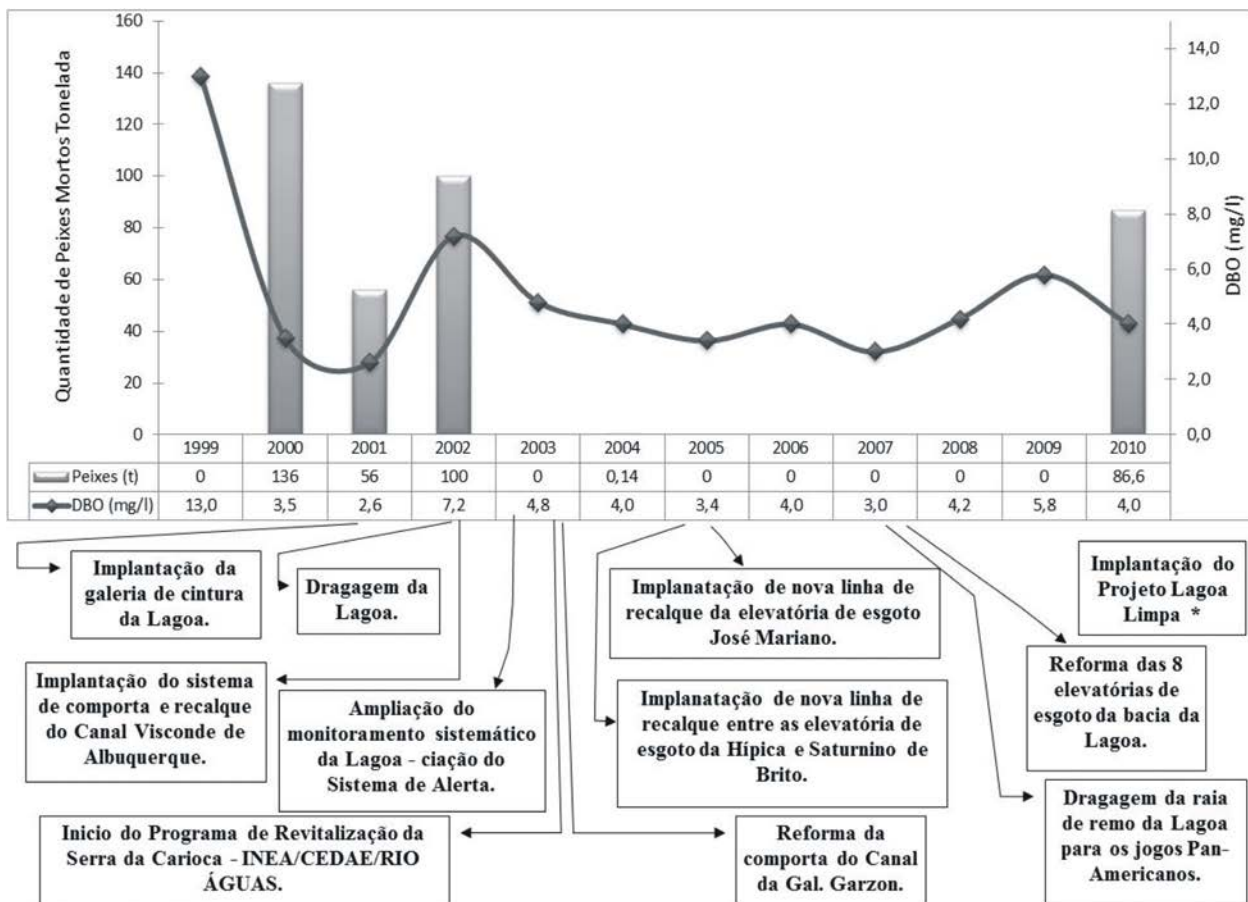 160
140
120
100
80
60
40
20
0
Quantidade de Peixes Mortos Tonelada
14,0
12,0
10,0
8,0
6,0
4,0
2,0
0,0
DBO (mg/l)
1999 2000 2001 2002 2003 2004 2005 2006 2007 2008 2009 2010
Peixes (t) 0 136 56 100 0 0,14 0 0 0 0 0 86,6
DBO (mg/l) 13,0 3,5 2,6 7,2 4,8 4,0 3,4 4,0 3,0 4,2 5,8 4,0
Implantação da
galeria de cintura
da Lagoa.
Dragagem da
Lagoa.
Implanatação de nova linha de
recalque da elevatória de esgoto
José Mariano.
Implantação do
Projeto Lagoa
Limpa *
Implantação do sistema
de comporta e recalque
do Canal Visconde de
Albuquerque.
Ampliação do
monitoramento sistemático
da Lagoa - ciação do
Sistema de Alerta.
Implanatação de nova linha de
recalque entre as elevatória de
esgoto da Hípica e Saturnino de
Brito.
Reforma das 8
elevatórias de
esgoto da bacia da
Lagoa.
Inicio do Programa de Revitalização da
Serra da Carioca - INEA/CEDAE/RIO
ÁGUAS.
Reforma da
comporta do Canal
da Gal. Garzon.
Dragagem da raia
de remo da Lagoa
para os jogos Pan-
Americanos.